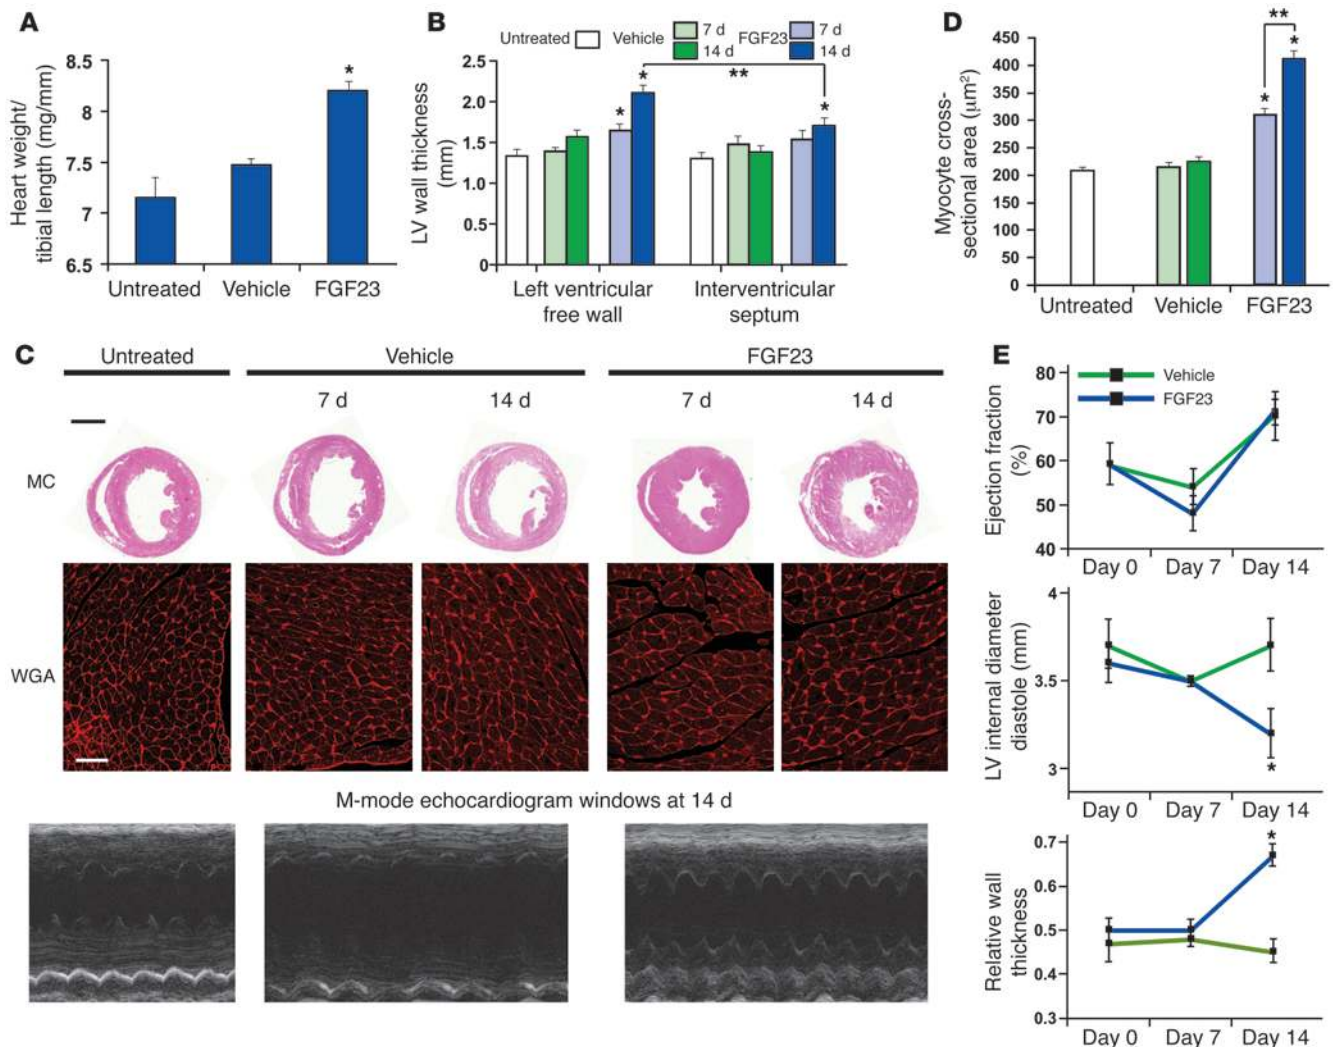 A
Heart weight/
tibial length (mg/mm)
8.5
8
7.5
7
6.5
*
Untreated
Vehicle
FGF23
B
Untreated
Vehicle
7 d
14 d
FGF23
7 d
14 d
LV wall thickness
(mm)
2.5
2.0
1.5
1.0
0.5
0
*
*
**
*
Left ventricular
free wall
Interventricular
septum
D
Myocyte cross-
sectional area (µm²)
450
400
350
300
250
200
150
100
50
0
*
**
*
Untreated
Vehicle
FGF23
C
Untreated
Vehicle
FGF23
7 d
14 d
7 d
14 d
MC
WGA
M-mode echocardiogram windows at 14 d
E
Vehicle
FGF23
Ejection fraction
(%)
80
70
60
50
40
Day 0
Day 7
Day 14
LV internal diameter
diastole (mm)
4
3.5
3
*
Day 0
Day 7
Day 14
Relative wall
thickness
0.7
0.6
0.5
0.4
0.3
*
Day 0
Day 7
Day 14